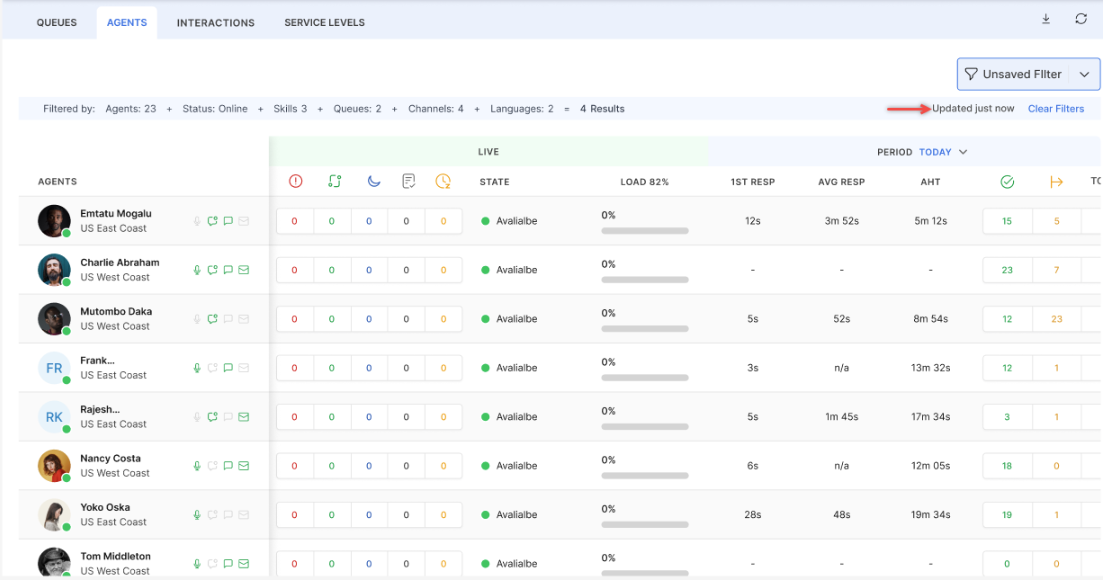 QUEUES AGENTS INTERACTIONS SERVICE LEVELS
Unsaved FIlter
Filtered by: Agents: 23 + Status: Online + Skills 3 + Queues: 2 + Channels: 4 + Languages: 2 = 4 Results Updated just now Clear Filters
LIVE PERIOD TODAY
AGENTS STATE LOAD 82% 1ST RESP AVG RESP AHT
Emtatu Mogalu
US East Coast
0 0 0 0 0 Avalialbe 0% 12s 3m 52s 5m 12s 15 5
Charlie Abraham
US West Coast
0 0 0 0 0 Avalialbe 0% - - - 23 7
Mutombo Daka
US West Coast
0 0 0 0 0 Avalialbe 0% 5s 52s 8m 54s 12 23
FR
Frank...
US East Coast
0 0 0 0 0 Avalialbe 0% 3s n/a 13m 32s 12 1
RK
Rajesh...
US East Coast
0 0 0 0 0 Avalialbe 0% 5s 1m 45s 17m 34s 3 1
Nancy Costa
US West Coast
0 0 0 0 0 Avalialbe 0% 6s n/a 12m 05s 18 0
Yoko Oska
US East Coast
0 0 0 0 0 Avalialbe 0% 28s 48s 19m 34s 19 1
Tom Middleton
US West Coast
0 0 0 0 0 Avalialbe 0% - - - 0 0